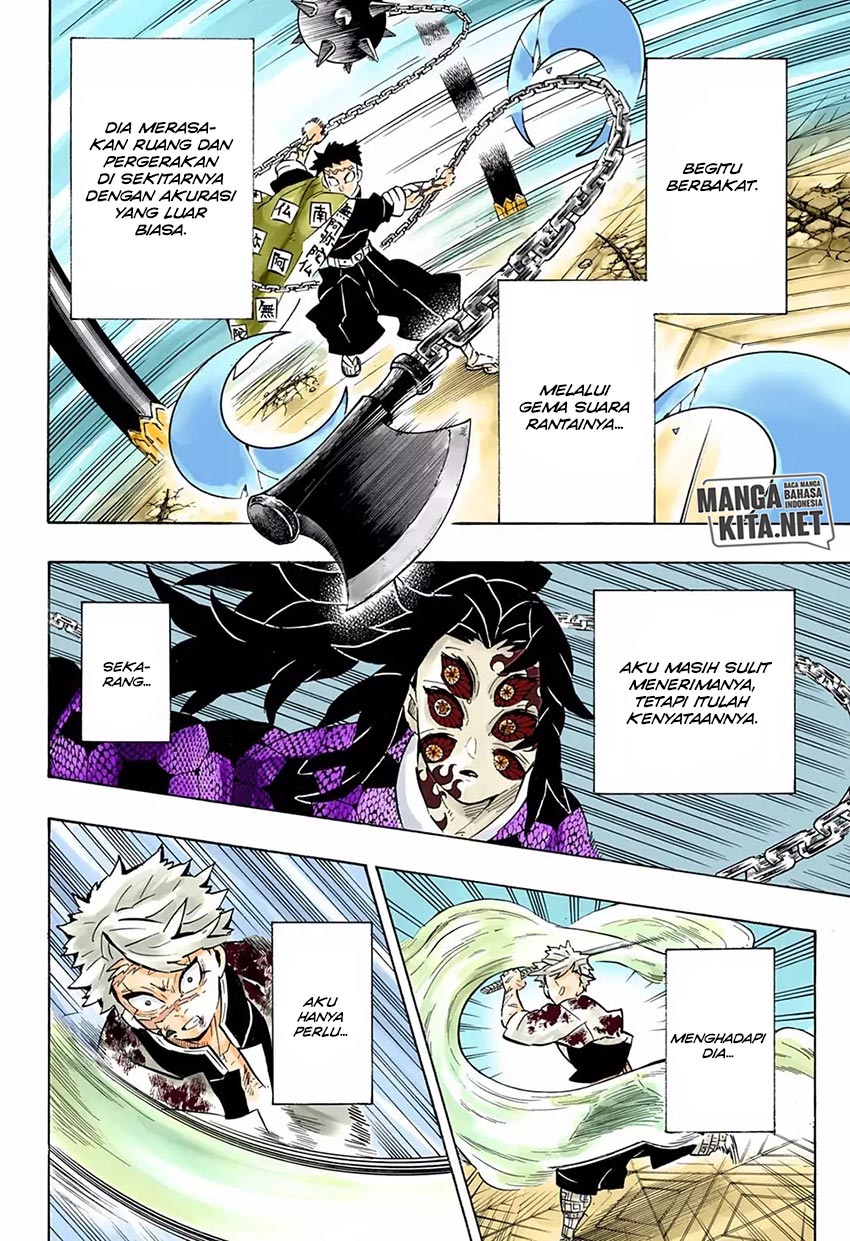 BEGITU
BERBAKAT.
DIA MERASA-
KAN RUANG DAN
PERGERAKAN
DI SEKITARNYA
DENGAN AKURASI
YANG LUAR
BIASA.
MELALUI
GEMA SUARA
RANTAINYA...
MANGA
KITA.NET
BACA MANGA
BAHASA
INDONESIA
AKU MASIH SULIT
MENERIMANYA,
TETAPI ITULAH
KENYATAANNYA.
SEKA-
RANG...
MENGHADAPI
DIA...
AKU
HANYA
PERLU...